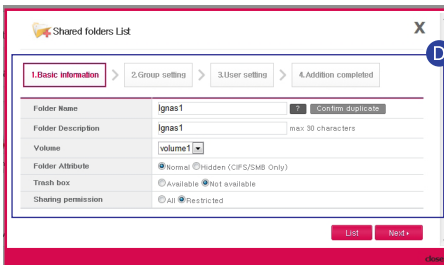 Shared folders List
X
D
1.Basic information > 2.Group setting > 3.User setting > 4.Addition completed
Folder Name Ignas1 ? Confirm duplicate
Folder Description Ignas1 max 30 characters
Volume volume1
Folder Attribute Normal Hidden (CIFS/SMB Only)
Trash box Available Not available
Sharing permission All Restricted
List Next
close